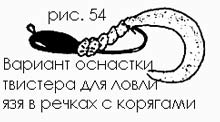 рис. 54
Вариант оснастки
твистера для ловли
язя в речках с корягами